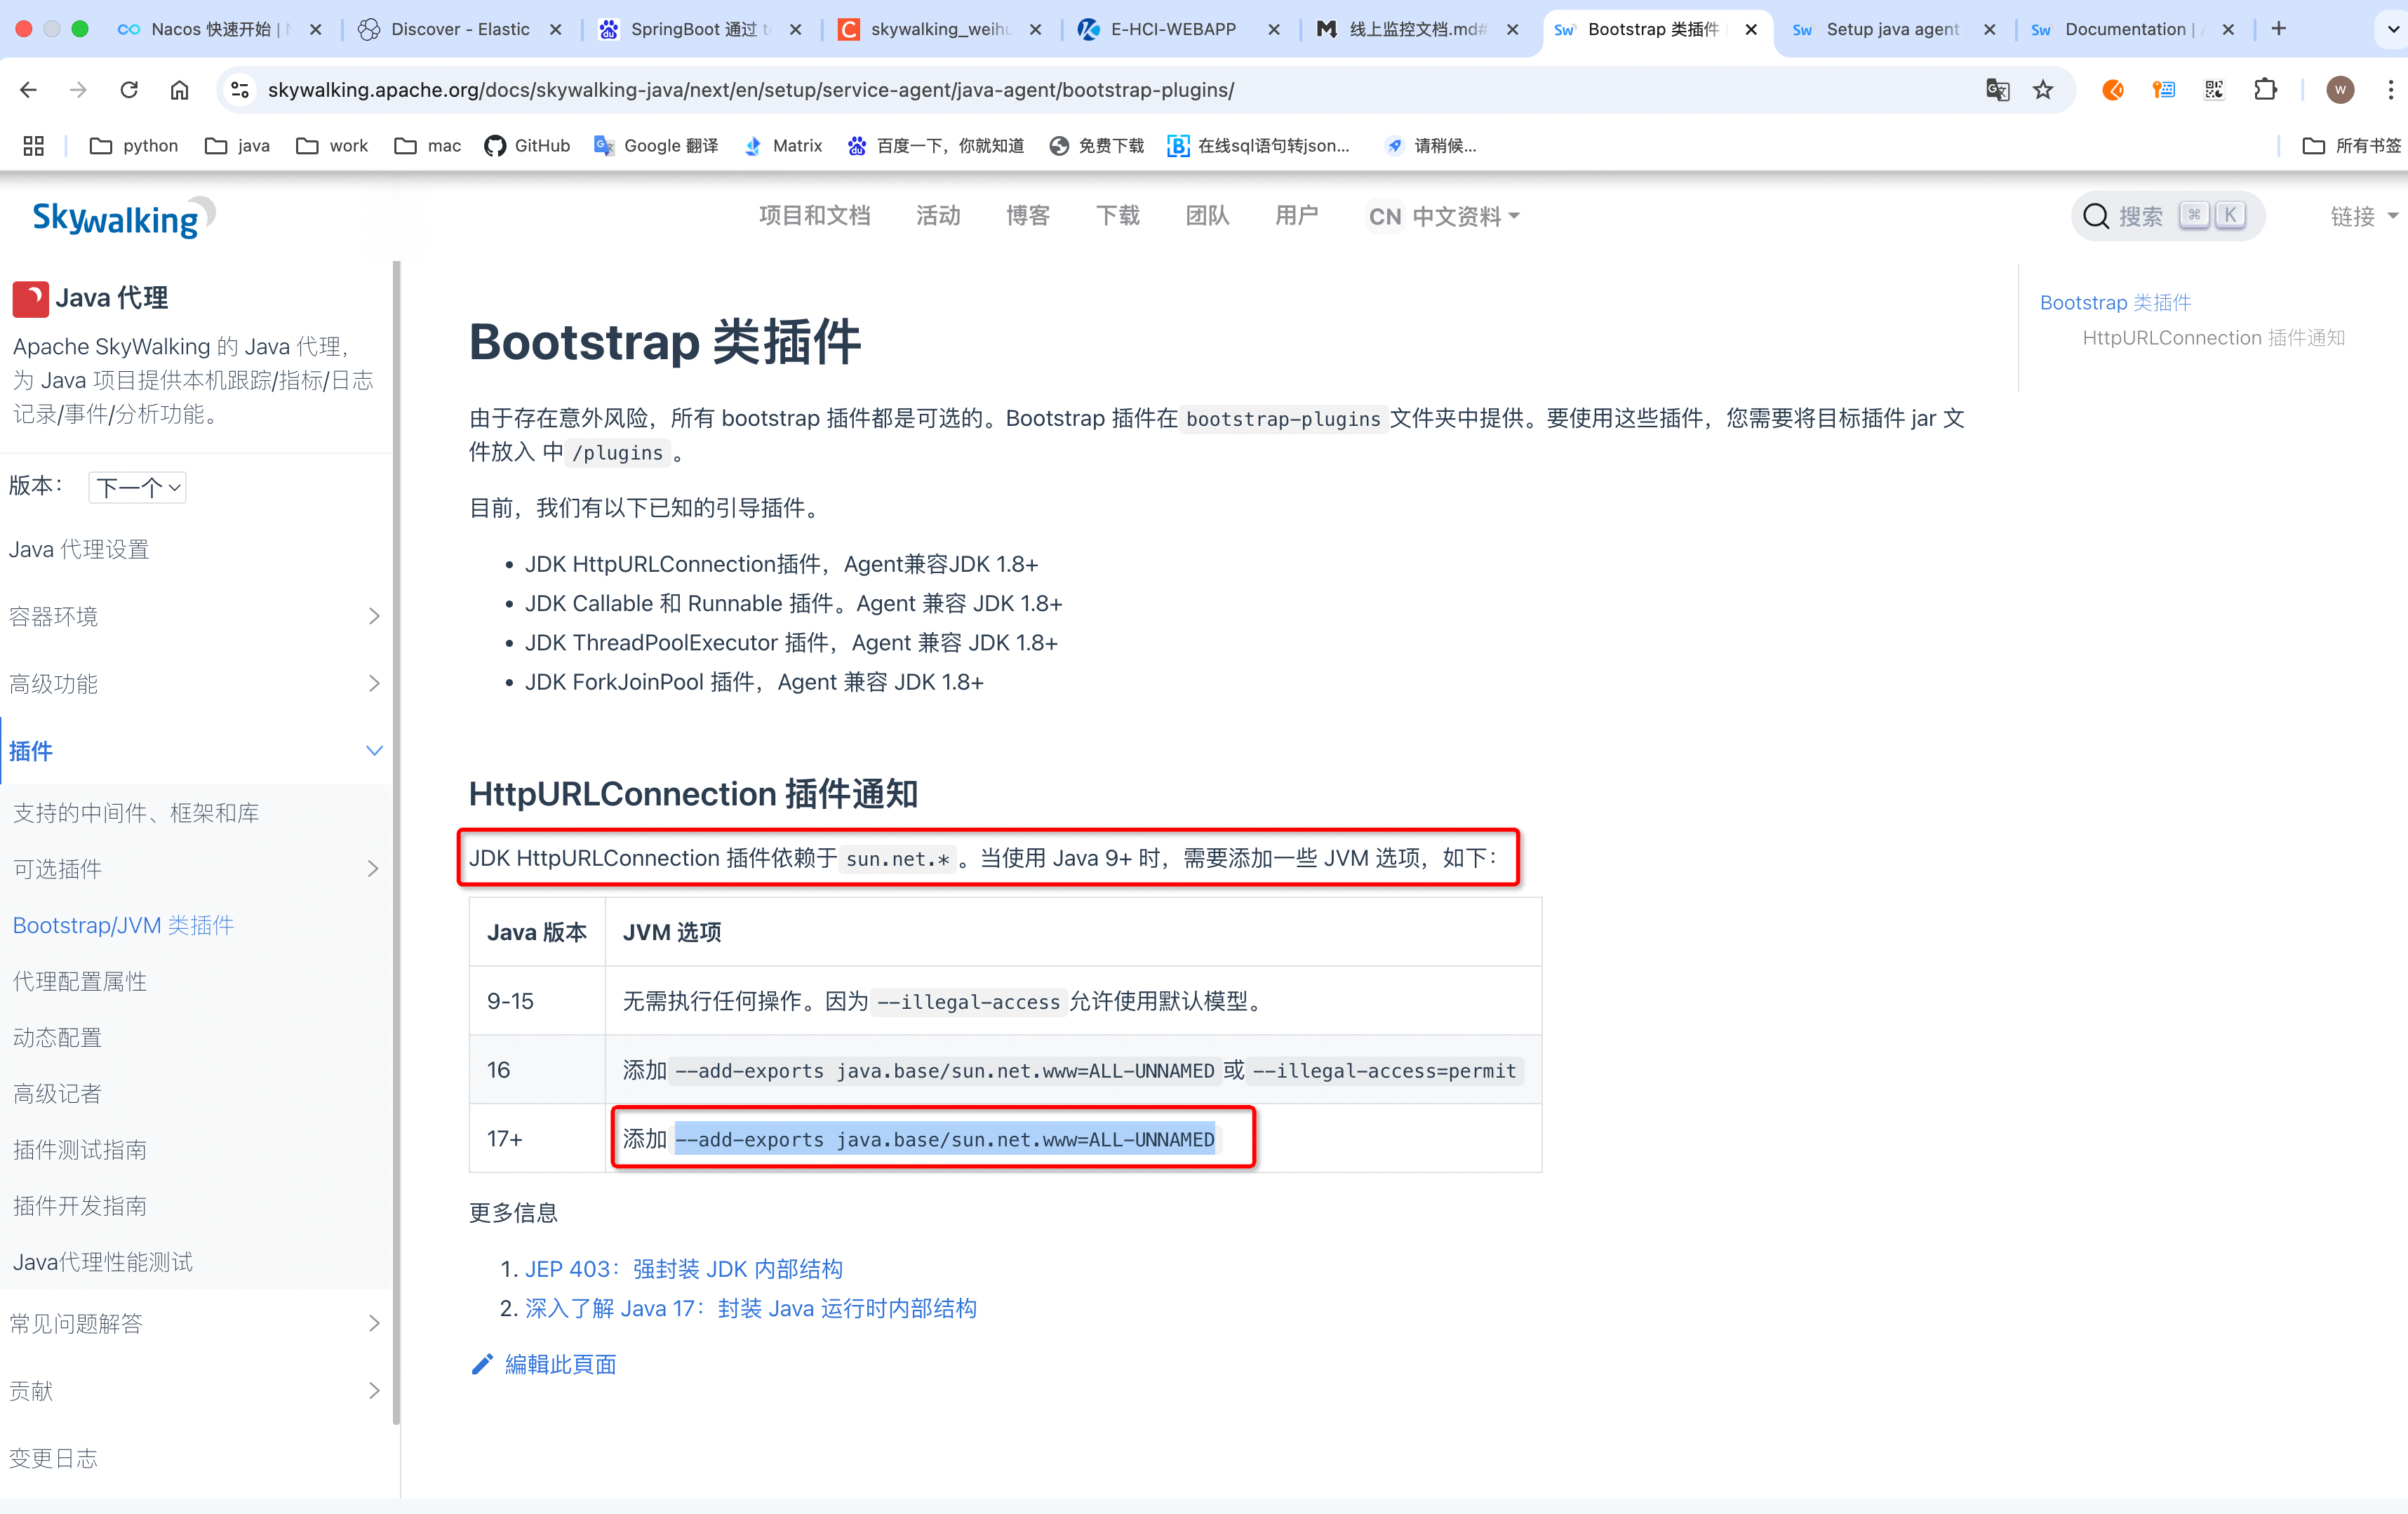 Nacos 快速开始 |
Discover - Elastic
SpringBoot 通过 t
skywalking_weihu
E-HCI-WEBAPP
线上监控文档.md#
Bootstrap 类插件
Setup java agent
Documentation |
skywalking.apache.org/docs/skywalking-java/next/en/setup/service-agent/java-agent/bootstrap-plugins/
W
python
java
work
mac
GitHub
Google 翻译
Matrix
百度一下，你就知道
免费下载
在线sql语句转json...
请稍候...
所有书签
Skywalking
项目和文档
活动
博客
下载
团队
用户
CN 中文资料
搜索 ⌘ K
链接
Java 代理
Apache SkyWalking 的 Java 代理，
为 Java 项目提供本机跟踪/指标/日志
记录/事件/分析功能。
版本：
下一个
Java 代理设置
容器环境
高级功能
插件
支持的中间件、框架和库
可选插件
Bootstrap/JVM 类插件
代理配置属性
动态配置
高级记者
插件测试指南
插件开发指南
Java代理性能测试
常见问题解答
贡献
变更日志
Bootstrap 类插件
由于存在意外风险，所有 bootstrap 插件都是可选的。Bootstrap 插件在 bootstrap-plugins 文件夹中提供。要使用这些插件，您需要将目标插件 jar 文
件放入 中 /plugins 。
目前，我们有以下已知的引导插件。
• JDK HttpURLConnection插件，Agent兼容JDK 1.8+
• JDK Callable 和 Runnable 插件。Agent 兼容 JDK 1.8+
• JDK ThreadPoolExecutor 插件，Agent 兼容 JDK 1.8+
• JDK ForkJoinPool 插件，Agent 兼容 JDK 1.8+
HttpURLConnection 插件通知
JDK HttpURLConnection 插件依赖于 sun.net.* 。当使用 Java 9+ 时，需要添加一些 JVM 选项，如下：
Java 版本 JVM 选项
9-15 无需执行任何操作。因为 --illegal-access 允许使用默认模型。
16 添加 --add-exports java.base/sun.net.www=ALL-UNNAMED 或 --illegal-access=permit
17+ 添加 --add-exports java.base/sun.net.www=ALL-UNNAMED
更多信息
1. JEP 403：强封装 JDK 内部结构
2. 深入了解 Java 17：封装 Java 运行时内部结构
編輯此頁面
Bootstrap 类插件
HttpURLConnection 插件通知